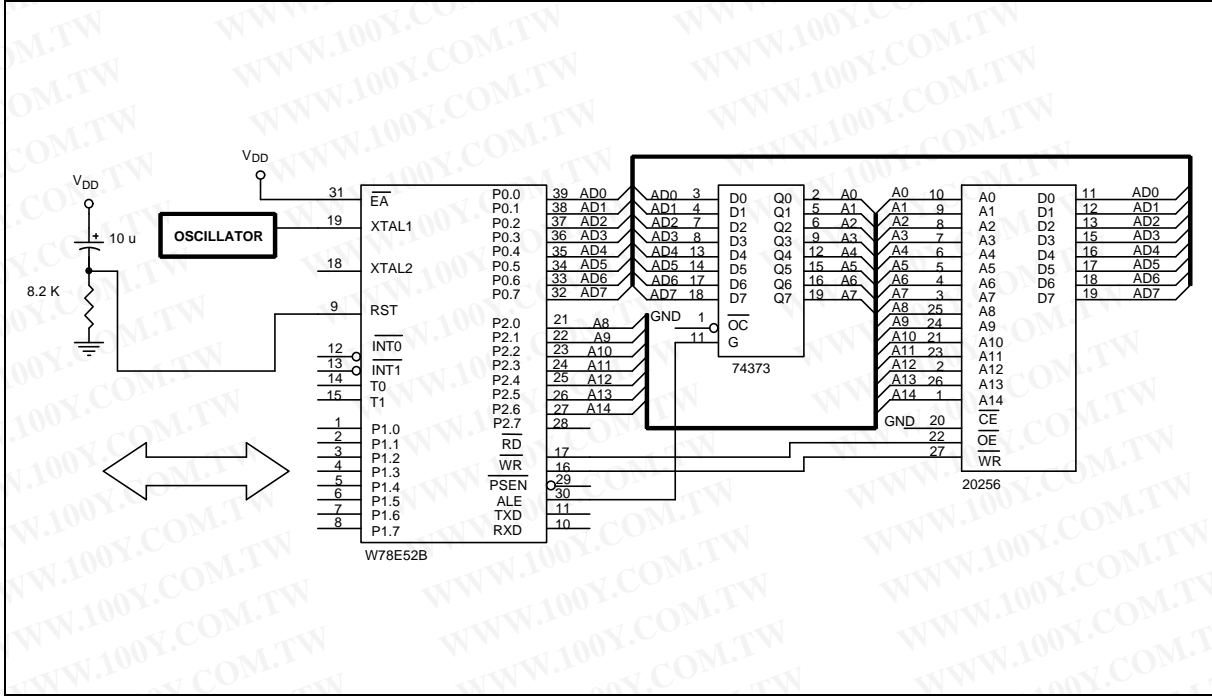 VDD
10 u
8.2 K
VDD
OSCILLATOR
31 EA
19 XTAL1
18 XTAL2
9 RST
12 INT0
13 INT1
14 T0
15 T1
1 P1.0
2 P1.1
3 P1.2
4 P1.3
5 P1.4
6 P1.5
7 P1.6
8 P1.7
P0.0 39 AD0
P0.1 38 AD1
P0.2 37 AD2
P0.3 36 AD3
P0.4 35 AD4
P0.5 34 AD5
P0.6 33 AD6
P0.7 32 AD7
P2.0 21 A8
P2.1 22 A9
P2.2 23 A10
P2.3 24 A11
P2.4 25 A12
P2.5 26 A13
P2.6 27 A14
P2.7 28
RD 17
WR 16
PSEN 29
ALE 30
TXD 11
RXD 10
W78E52B
AD0 3 D0 Q0 2 A0
AD1 4 D1 Q1 5 A1
AD2 7 D2 Q2 6 A2
AD3 8 D3 Q3 9 A3
AD4 13 D4 Q4 12 A4
AD5 14 D5 Q5 15 A5
AD6 17 D6 Q6 16 A6
AD7 18 D7 Q7 19 A7
GND 1 OC
11 G
74373
A0 10 A0 D0 11 AD0
A1 9 A1 D1 12 AD1
A2 8 A2 D2 13 AD2
A3 7 A3 D3 15 AD3
A4 6 A4 D4 16 AD4
A5 5 A5 D5 17 AD5
A6 4 A6 D6 18 AD6
A7 3 A7 D7 19 AD7
A8 25 A8
A9 24 A9
A10 21 A10
A11 23 A11
A12 2 A12
A13 26 A13
A14 1 A14
GND 20 CE
22 OE
27 WR
20256
WWW.100Y.COM.TW